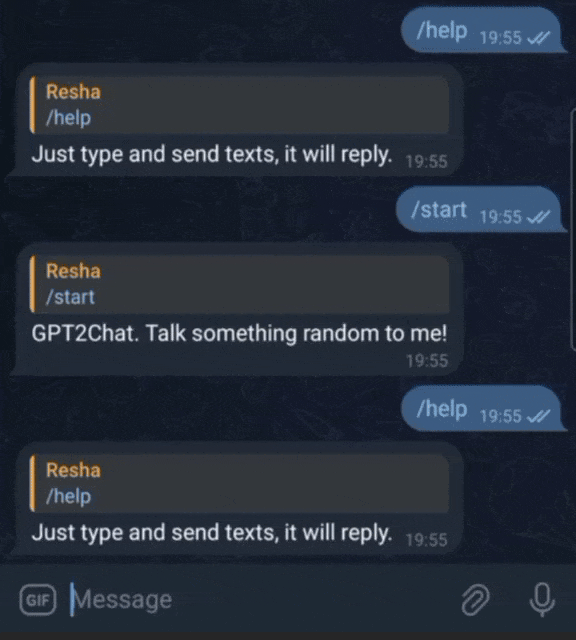 /help 19:55
Resha
/help
Just type and send texts, it will reply. 19:55
/start 19:55
Resha
/start
GPT2Chat. Talk something random to me!
19:55
/help 19:55
Resha
/help
Just type and send texts, it will reply. 19:55
GIF Message